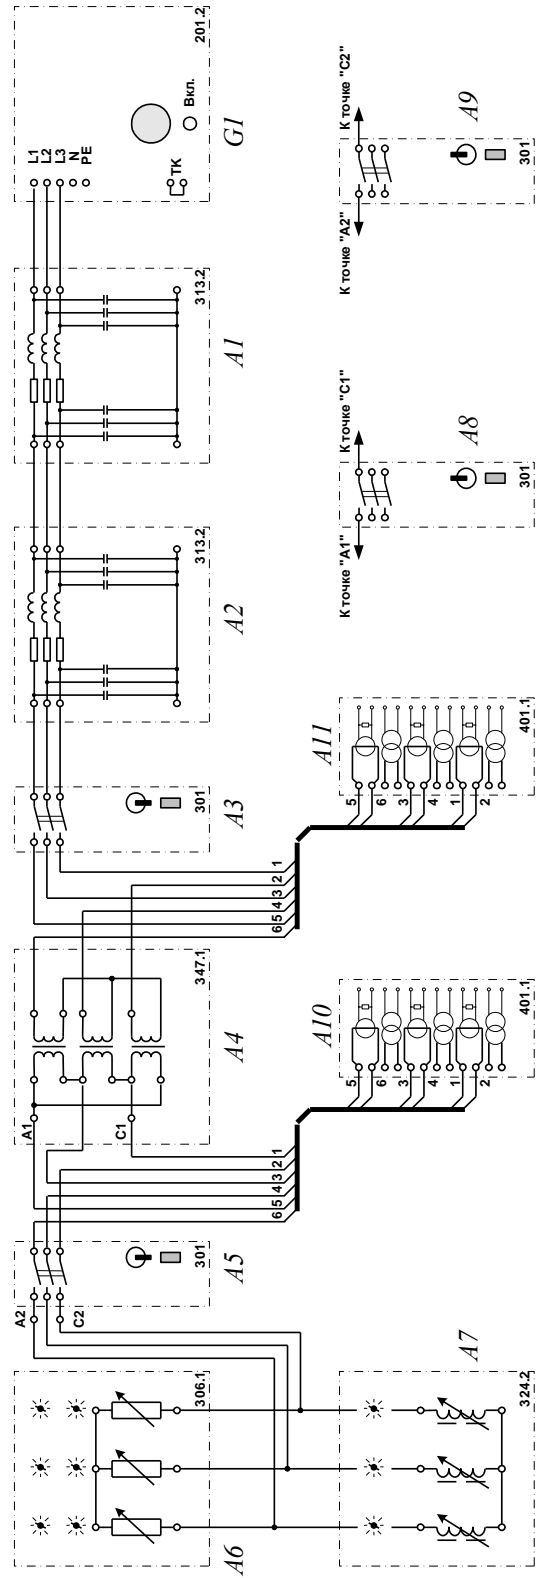 201.2
L1
L2
L3
N
PE
ТК
Вкл.
G1
313.2
A1
313.2
A2
301
A3
1
2
3
4
5
6
347.1
A4
A1
C1
1
2
3
4
5
6
301
A5
A2
C2
306.1
A6
324.2
A7
К точке "C2"
К точке "A2"
301
A9
К точке "C1"
К точке "A1"
301
A8
A11
5
6
3
4
1
2
401.1
A10
5
6
3
4
1
2
401.1